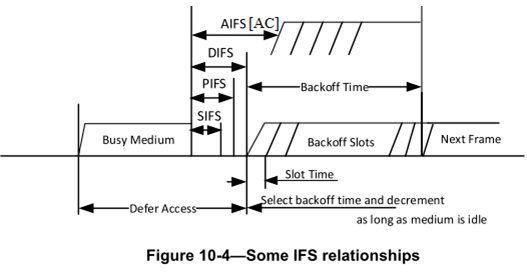 AIFS [AC]
DIFS
PIFS
Backoff Time
SIFS
Busy Medium
Backoff Slots
Next Frame
Slot Time
Defer Access
Select backoff time and decrement
as long as medium is idle
Figure 10-4—Some IFS relationships